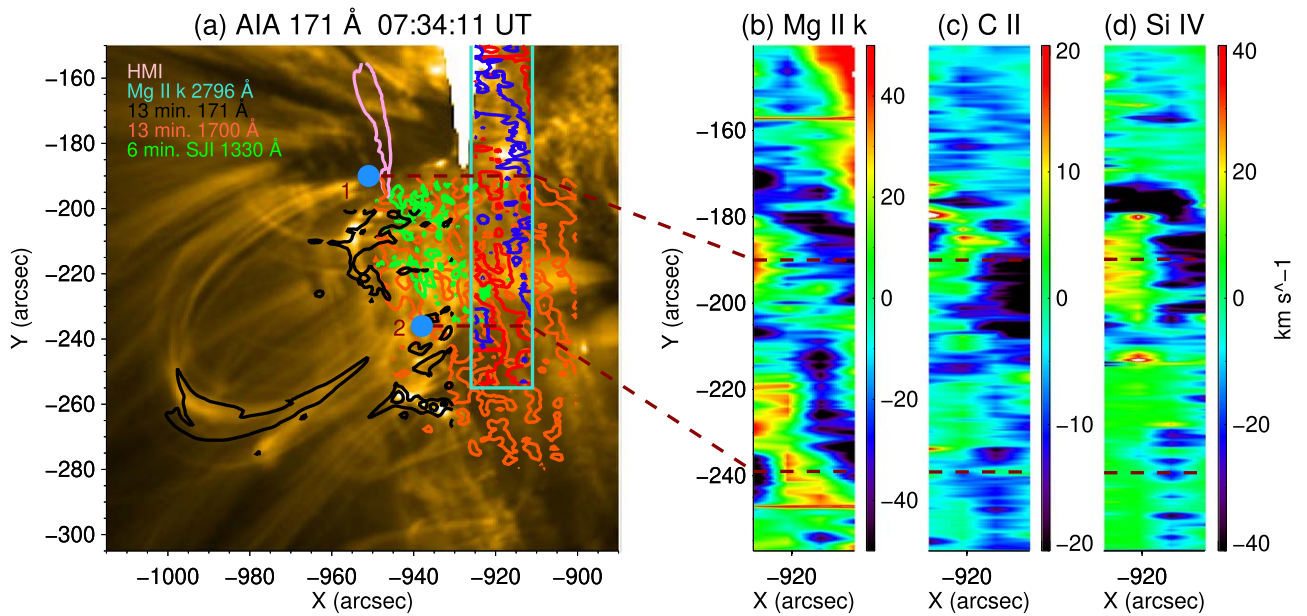 (a) AIA 171 Å 07:34:11 UT
(b) Mg II k
(c) C II
(d) Si IV
HMI
Mg II k 2796 Å
13 min. 171 Å
13 min. 1700 Å
6 min. SJI 1330 Å
1
2
−160
−180
−200
−220
−240
−260
−280
−300
Y (arcsec)
−1000 −980 −960 −940 −920 −900
X (arcsec)
−160
−180
−200
−220
−240
Y (arcsec)
−920
X (arcsec)
40
20
0
−20
−40
−920
X (arcsec)
20
10
0
−10
−20
−920
X (arcsec)
40
20
0
−20
−40
km s^−1